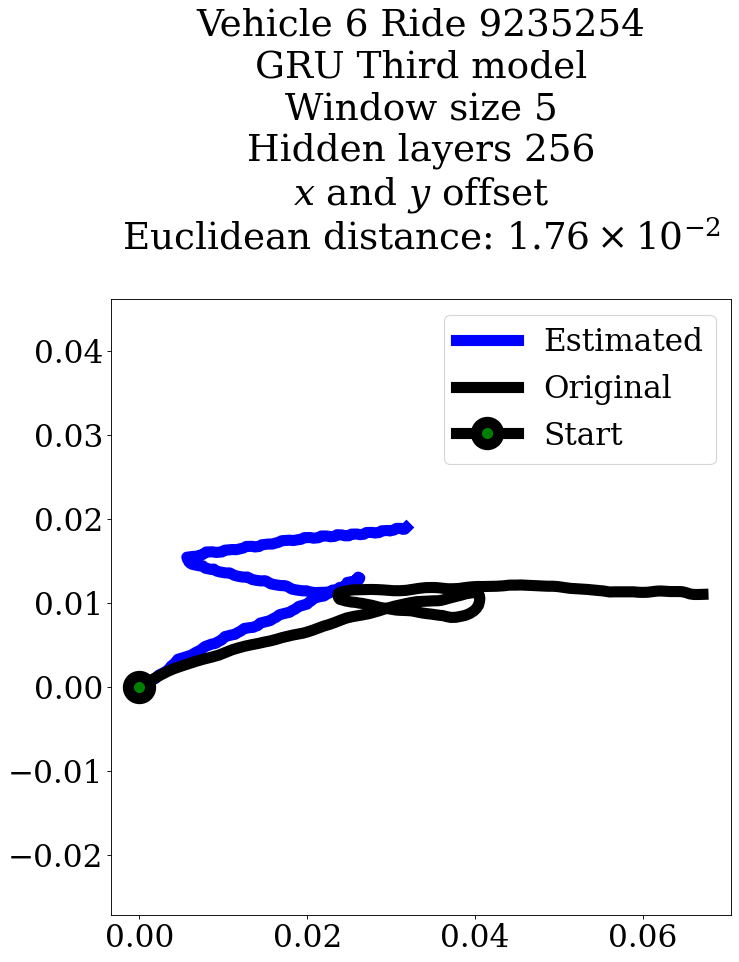 Vehicle 6 Ride 9235254
GRU Third model
Window size 5
Hidden layers 256
x and y offset
Euclidean distance: 1.76 × 10⁻²
Estimated
Original
Start
0.04
0.03
0.02
0.01
0.00
−0.01
−0.02
0.00 0.02 0.04 0.06